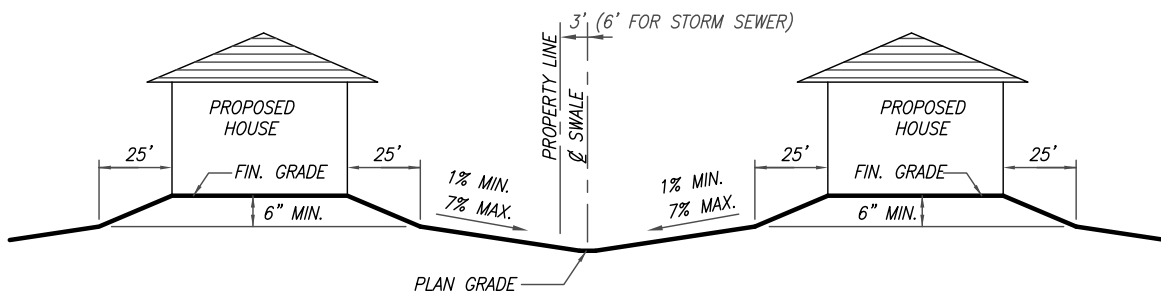 3' (6' FOR STORM SEWER)
PROPERTY LINE
℄ SWALE
PROPOSED
HOUSE
PROPOSED
HOUSE
25'
25'
25'
25'
FIN. GRADE
FIN. GRADE
1% MIN.
7% MAX.
1% MIN.
7% MAX.
6" MIN.
6" MIN.
PLAN GRADE